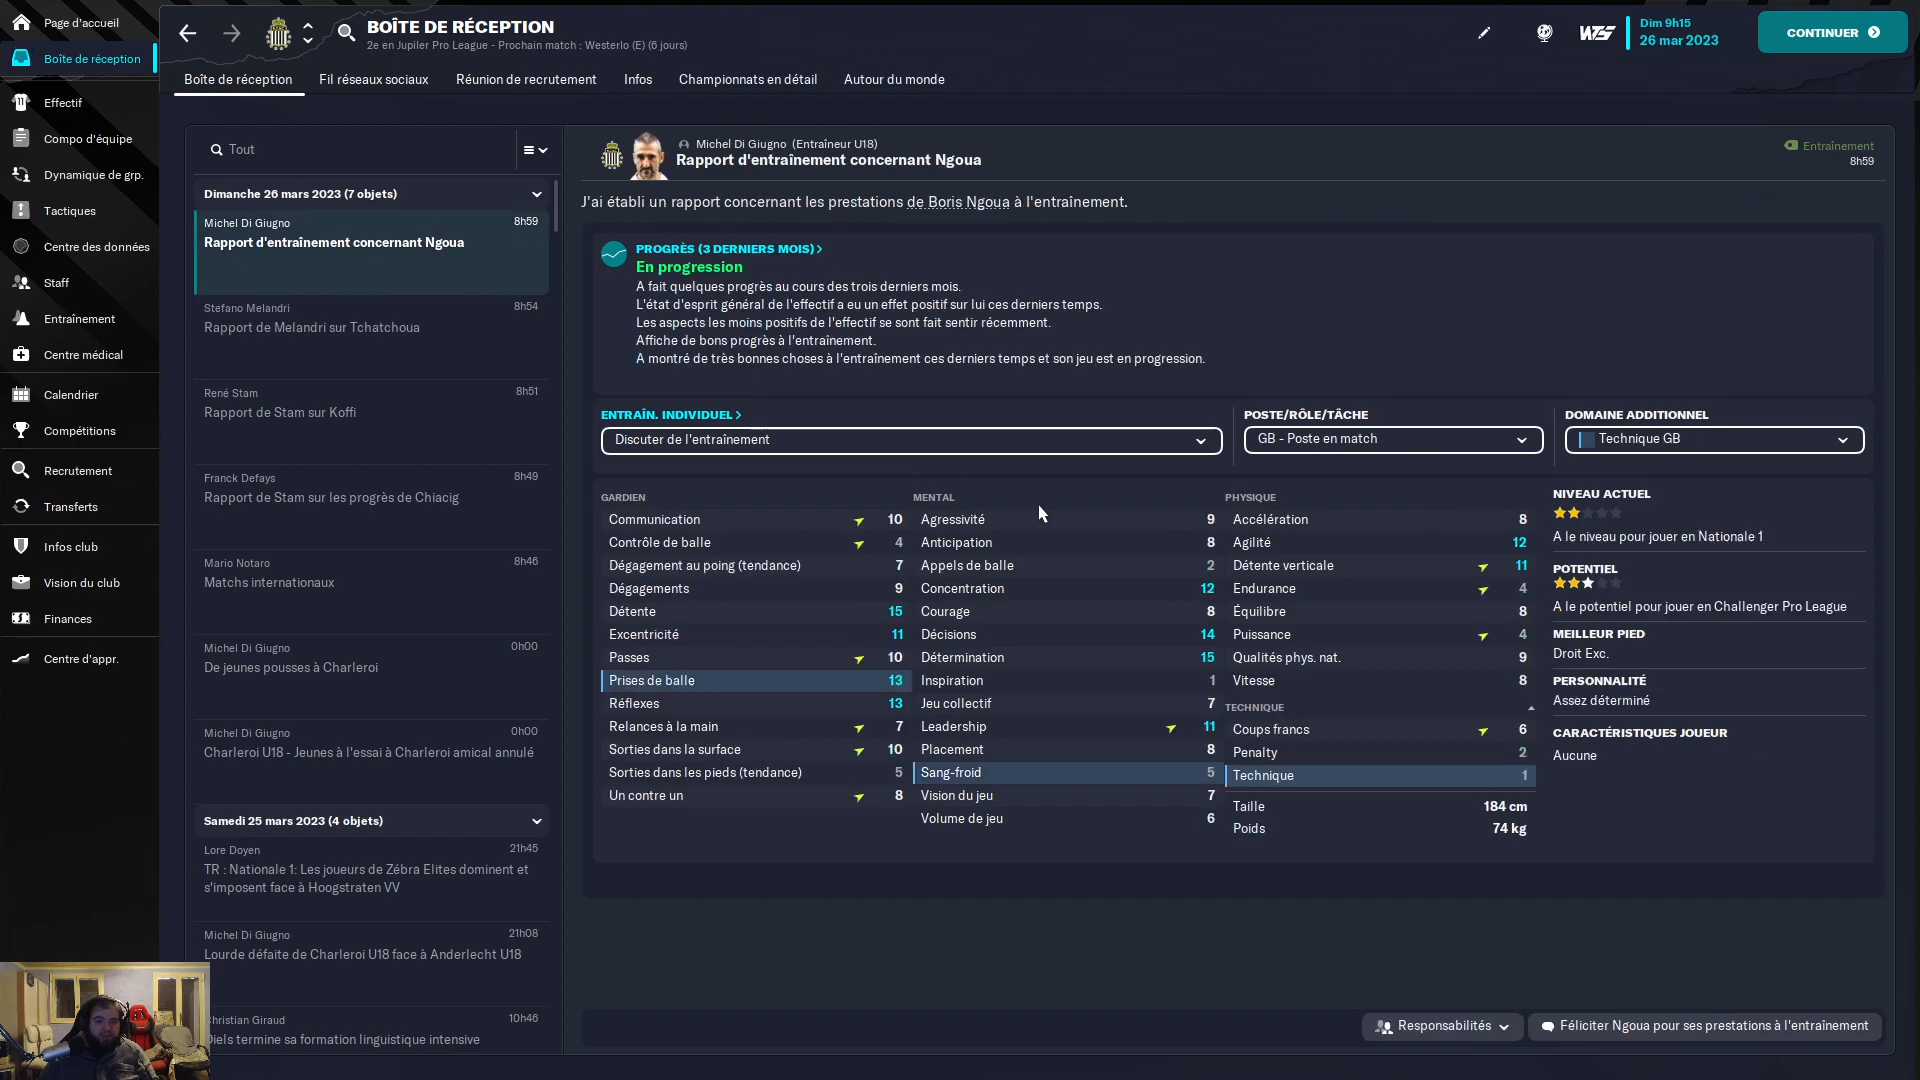 Page d'accueil
Boîte de réception
Effectif
Compo d'équipe
Dynamique de grp.
Tactiques
Centre des données
Staff
Entraînement
Centre médical
Calendrier
Compétitions
Recrutement
Transferts
Infos club
Vision du club
Finances
Centre d'appr.
BOÎTE DE RÉCEPTION
2e en Jupiler Pro League - Prochain match : Westerlo (E) (6 jours)
Dim 9h15
26 mar 2023
CONTINUER
Boîte de réception
Fil réseaux sociaux
Réunion de recrutement
Infos
Championnats en détail
Autour du monde
Tout
Dimanche 26 mars 2023 (7 objets)
Michel Di Giugno 8h59
Rapport d'entraînement concernant Ngoua
Stefano Melandri 8h54
Rapport de Melandri sur Tchatchoua
René Stam 8h51
Rapport de Stam sur Koffi
Franck Defays 8h49
Rapport de Stam sur les progrès de Chiacig
Mario Notaro 8h46
Matchs internationaux
Michel Di Giugno 0h00
De jeunes pousses à Charleroi
Michel Di Giugno 0h00
Charleroi U18 - Jeunes à l'essai à Charleroi amical annulé
Samedi 25 mars 2023 (4 objets)
Lore Doyen 21h45
TR : Nationale 1: Les joueurs de Zébra Elites dominent et
s'imposent face à Hoogstraten VV
Michel Di Giugno 21h08
Lourde défaite de Charleroi U18 face à Anderlecht U18
Christian Giraud 10h46
Diels termine sa formation linguistique intensive
Michel Di Giugno (Entraîneur U18)
Rapport d'entraînement concernant Ngoua
Entraînement
8h59
J'ai établi un rapport concernant les prestations de Boris Ngoua à l'entraînement.
PROGRÈS (3 DERNIERS MOIS) >
En progression
A fait quelques progrès au cours des trois derniers mois.
L'état d'esprit général de l'effectif a eu un effet positif sur lui ces derniers temps.
Les aspects les moins positifs de l'effectif se sont fait sentir récemment.
Affiche de bons progrès à l'entraînement.
A montré de très bonnes choses à l'entraînement ces derniers temps et son jeu est en progression.
ENTRAÎN. INDIVIDUEL >
Discuter de l'entraînement
POSTE/RÔLE/TÂCHE
GB - Poste en match
DOMAINE ADDITIONNEL
Technique GB
GARDIEN
Communication 10
Contrôle de balle 4
Dégagement au poing (tendance) 7
Dégagements 9
Détente 15
Excentricité 11
Passes 10
Prises de balle 13
Réflexes 13
Relances à la main 7
Sorties dans la surface 10
Sorties dans les pieds (tendance) 5
Un contre un 8
MENTAL
Agressivité 9
Anticipation 8
Appels de balle 2
Concentration 12
Courage 8
Décisions 14
Détermination 15
Inspiration 1
Jeu collectif 7
Leadership 11
Placement 8
Sang-froid 5
Vision du jeu 7
Volume de jeu 6
PHYSIQUE
Accélération 8
Agilité 12
Détente verticale 11
Endurance 4
Équilibre 8
Puissance 4
Qualités phys. nat. 9
Vitesse 8
TECHNIQUE
Coups francs 6
Penalty 2
Technique 1
Taille 184 cm
Poids 74 kg
NIVEAU ACTUEL
A le niveau pour jouer en Nationale 1
POTENTIEL
A le potentiel pour jouer en Challenger Pro League
MEILLEUR PIED
Droit Exc.
PERSONNALITÉ
Assez déterminé
CARACTÉRISTIQUES JOUEUR
Aucune
Responsabilités
Féliciter Ngoua pour ses prestations à l'entraînement